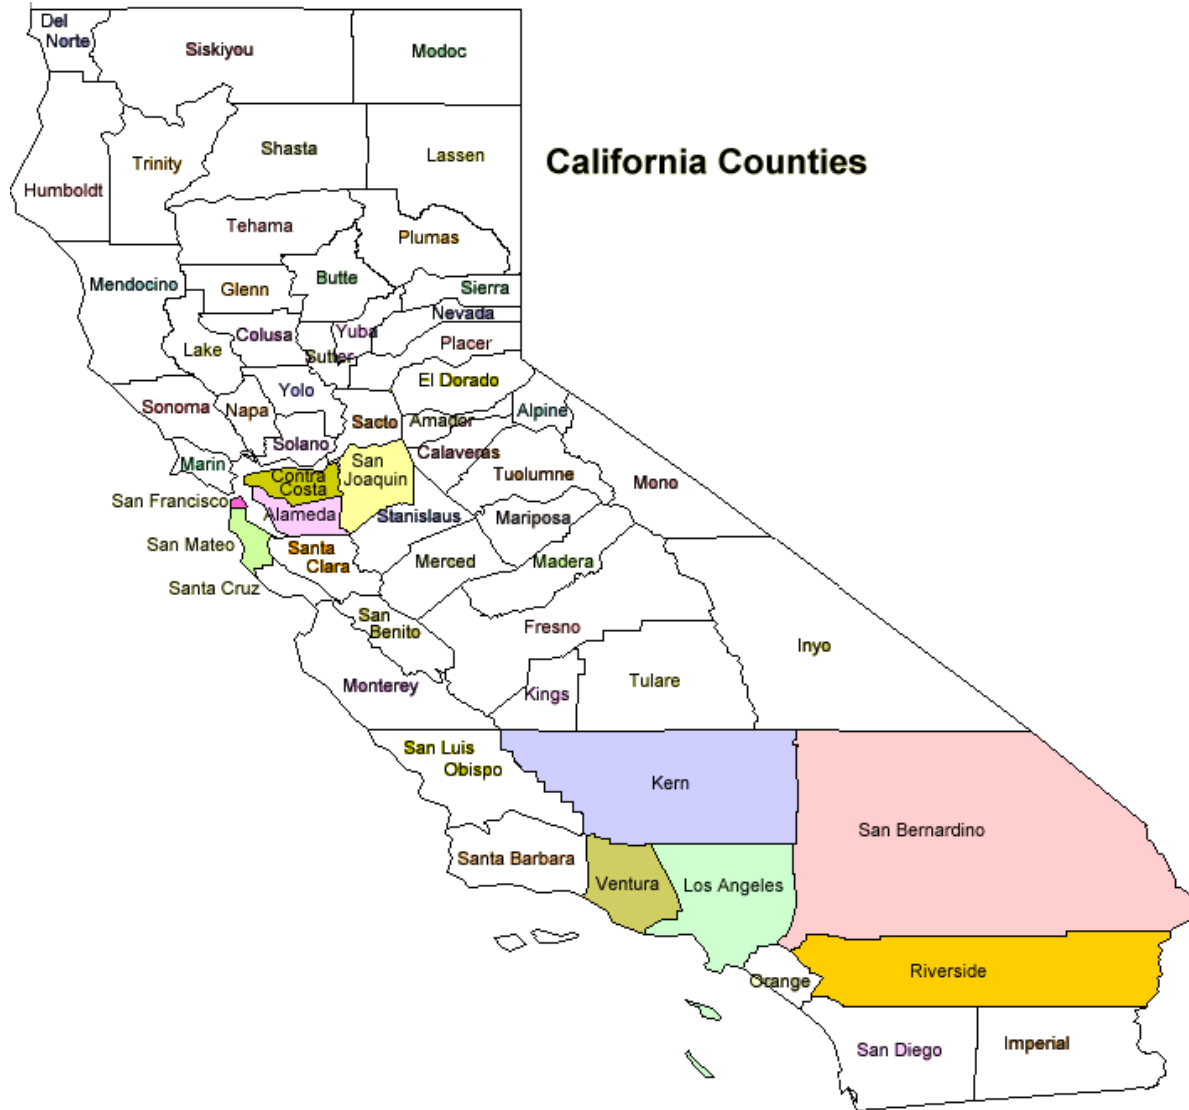 Del
Norte
Siskiyou
Modoc
Shasta
Lassen
California Counties
Trinity
Humboldt
Tehama
Plumas
Mendocino
Glenn
Butte
Sierra
Nevada
Colusa
Yuba
Placer
Lake
Sutter
El Dorado
Yolo
Sonoma
Napa
Sacto
Amador
Alpine
Solano
Calaveras
Marin
San
Joaquin
Tuolumne
Mono
Contra
Costa
San Francisco
Alameda
Stanislaus
Mariposa
San Mateo
Santa
Clara
Merced
Madera
Santa Cruz
San
Benito
Fresno
Inyo
Monterey
Kings
Tulare
San Luis
Obispo
Kern
San Bernardino
Santa Barbara
Ventura
Los Angeles
Orange
Riverside
San Diego
Imperial